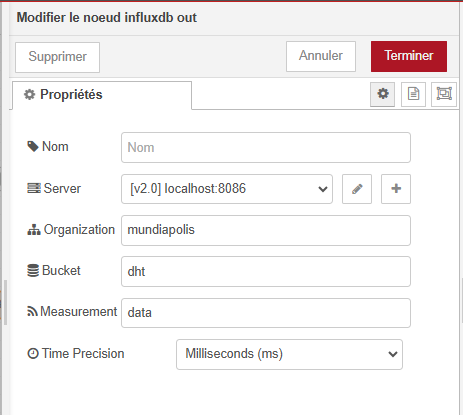 Modifier le noeud influxdb out
Supprimer Annuler Terminer
Propriétés
Nom Nom
Server [v2.0] localhost:8086
Organization mundiapolis
Bucket dht
Measurement data
Time Precision Milliseconds (ms)